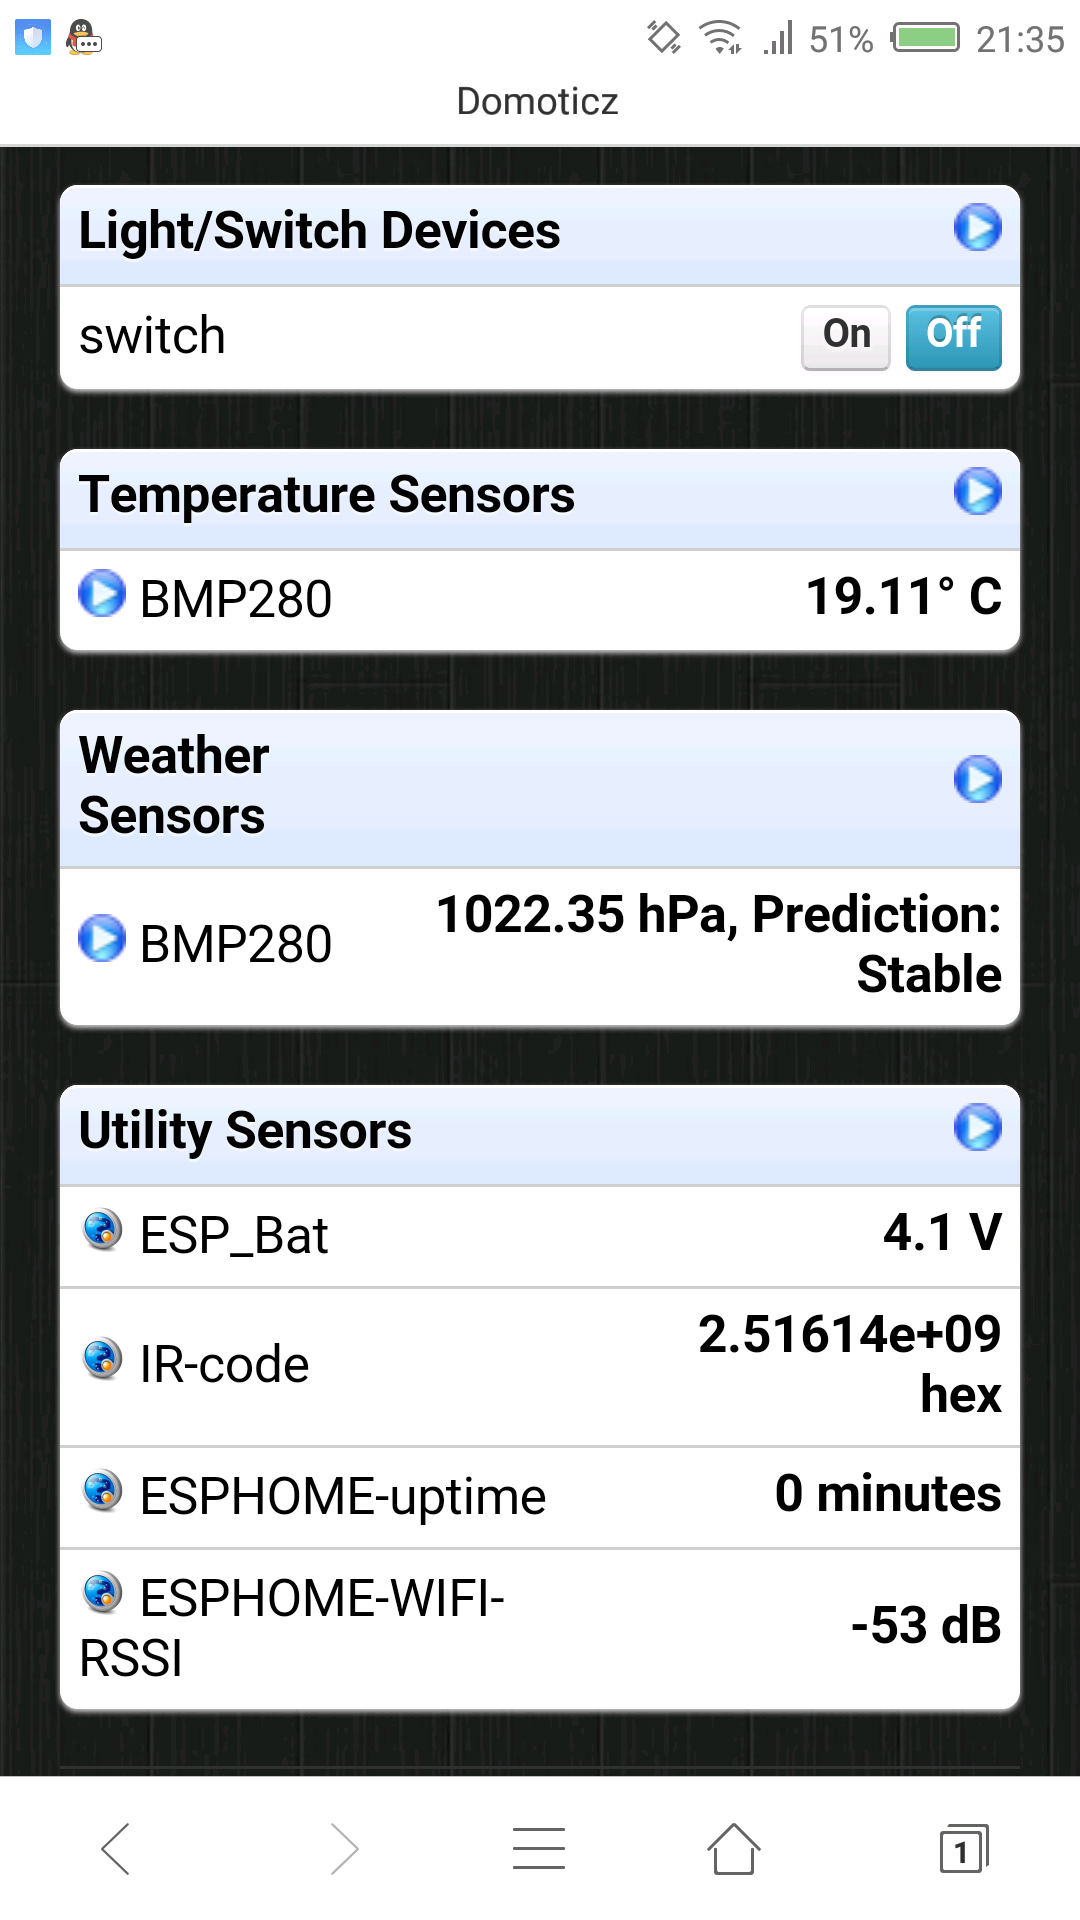 51% 21:35
Domoticz
Light/Switch Devices
switch On Off
Temperature Sensors
BMP280 19.11° C
Weather
Sensors
BMP280 1022.35 hPa, Prediction:
Stable
Utility Sensors
ESP_Bat 4.1 V
IR-code 2.51614e+09
hex
ESPHOME-uptime 0 minutes
ESPHOME-WIFI-
RSSI -53 dB
1